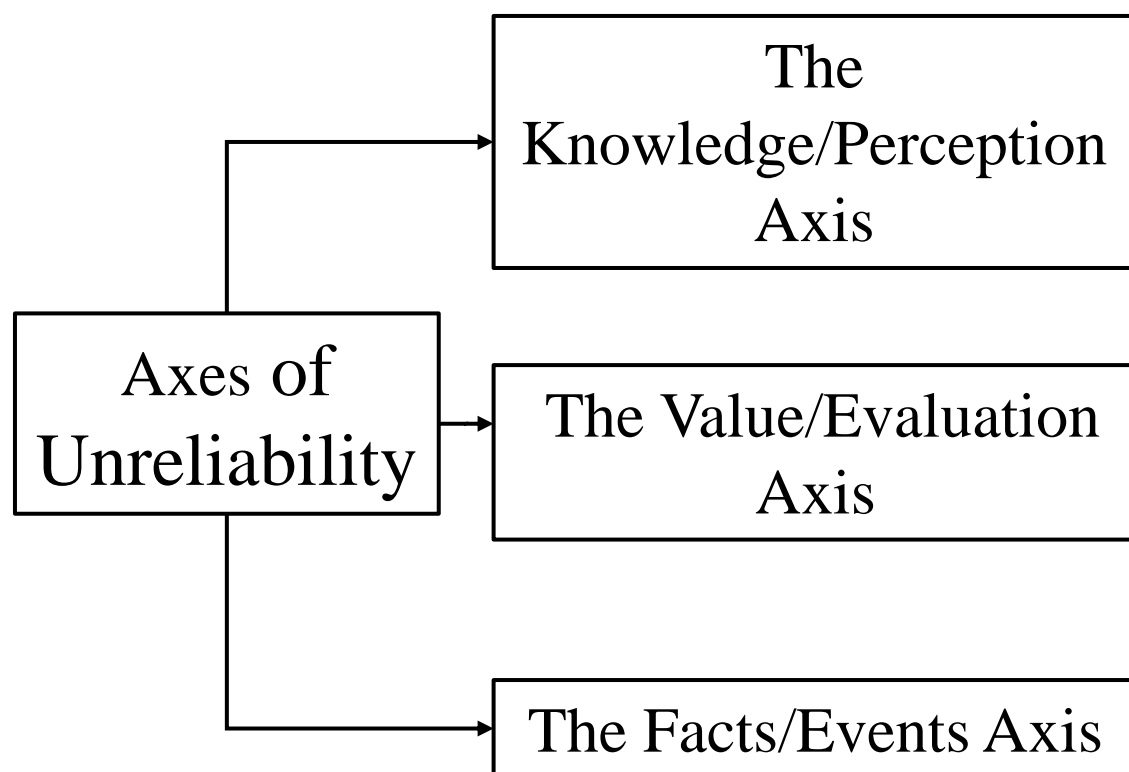 The
Knowledge/Perception
Axis
Axes of
Unreliability
The Value/Evaluation
Axis
The Facts/Events Axis